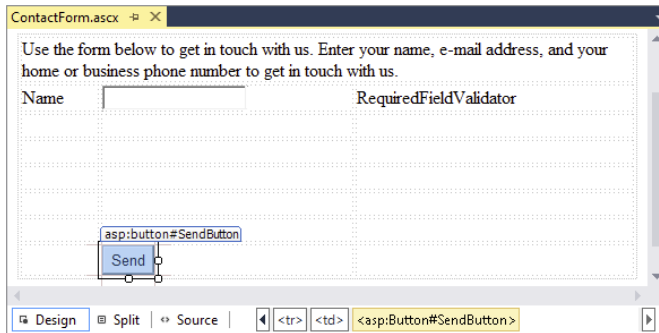 ContactForm.ascx
Use the form below to get in touch with us. Enter your name, e-mail address, and your
home or business phone number to get in touch with us.
Name RequiredFieldValidator
asp:button#SendButton
Send
Design Split Source <tr> <td> <asp:Button#SendButton>